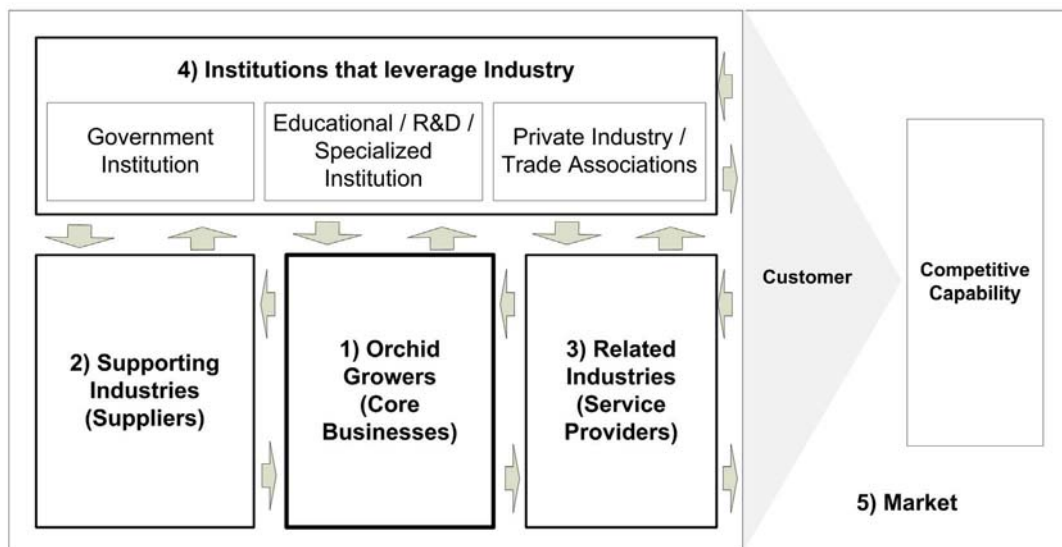 4) Institutions that leverage Industry
Government
Institution
Educational / R&D /
Specialized
Institution
Private Industry /
Trade Associations
2) Supporting
Industries
(Suppliers)
1) Orchid
Growers
(Core
Businesses)
3) Related
Industries
(Service
Providers)
Customer
Competitive
Capability
5) Market